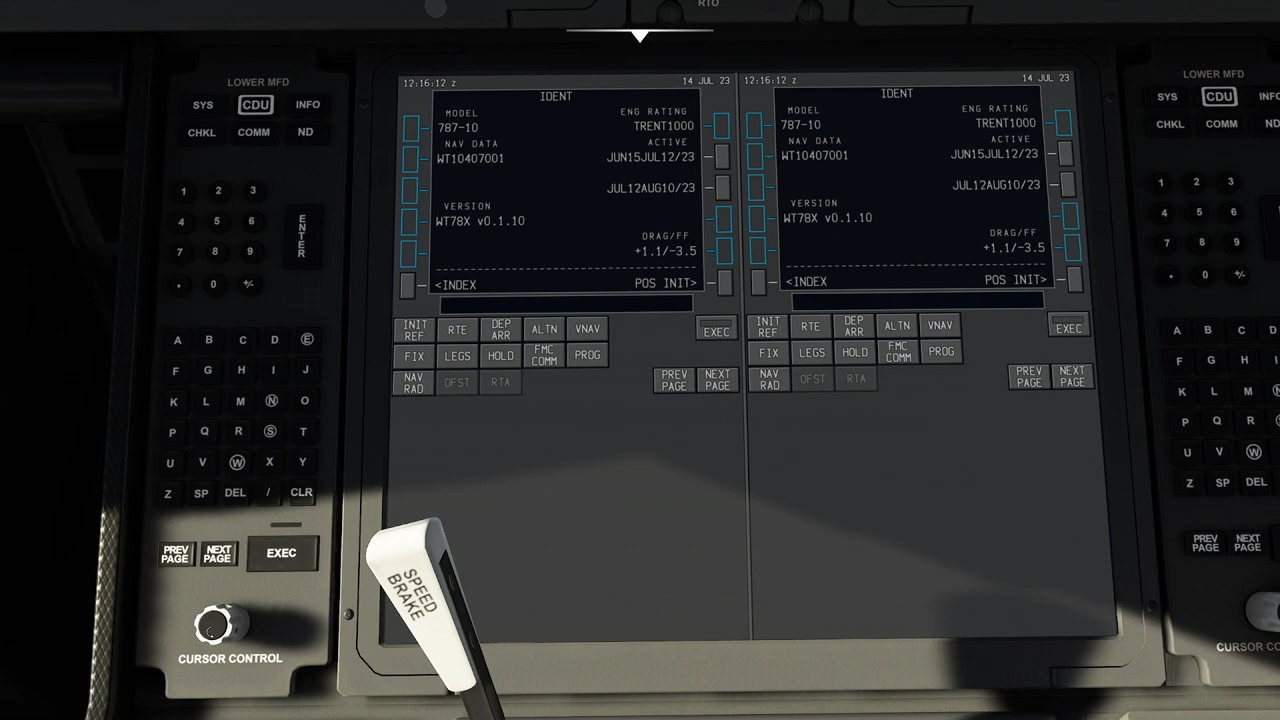 RTO
LOWER MFD
SYS CDU INFO
CHKL COMM ND
1 2 3
4 5 6
7 8 9
. 0 +/-
ENTER
A B C D E
F G H I J
K L M N O
P Q R S T
U V W X Y
Z SP DEL / CLR
PREV PAGE NEXT PAGE EXEC
CURSOR CONTROL
12:16:12 z 14 JUL 23
IDENT
MODEL ENG RATING
787-10 TRENT1000
NAV DATA ACTIVE
WT10407001 JUN15JUL12/23
JUL12AUG10/23
VERSION
WT78X v0.1.10
DRAG/FF
+1.1/-3.5
<INDEX POS INIT>
INIT REF RTE DEP ARR ALTN VNAV EXEC
FIX LEGS HOLD FMC COMM PROG
NAV RAD OFST RTA PREV PAGE NEXT PAGE
12:16:12 z 14 JUL 23
IDENT
MODEL ENG RATING
787-10 TRENT1000
NAV DATA ACTIVE
WT10407001 JUN15JUL12/23
JUL12AUG10/23
VERSION
WT78X v0.1.10
DRAG/FF
+1.1/-3.5
<INDEX POS INIT>
INIT REF RTE DEP ARR ALTN VNAV EXEC
FIX LEGS HOLD FMC COMM PROG
NAV RAD OFST RTA PREV PAGE NEXT PAGE
SPEED BRAKE
LOWER MFD
SYS CDU
CHKL COMM
1 2 3
4 5 6
7 8 9
. 0 +/-
A B C D
F G H I
K L M
P Q R
U V W
Z SP DEL
PREV PAGE NEXT PAGE
CURSOR